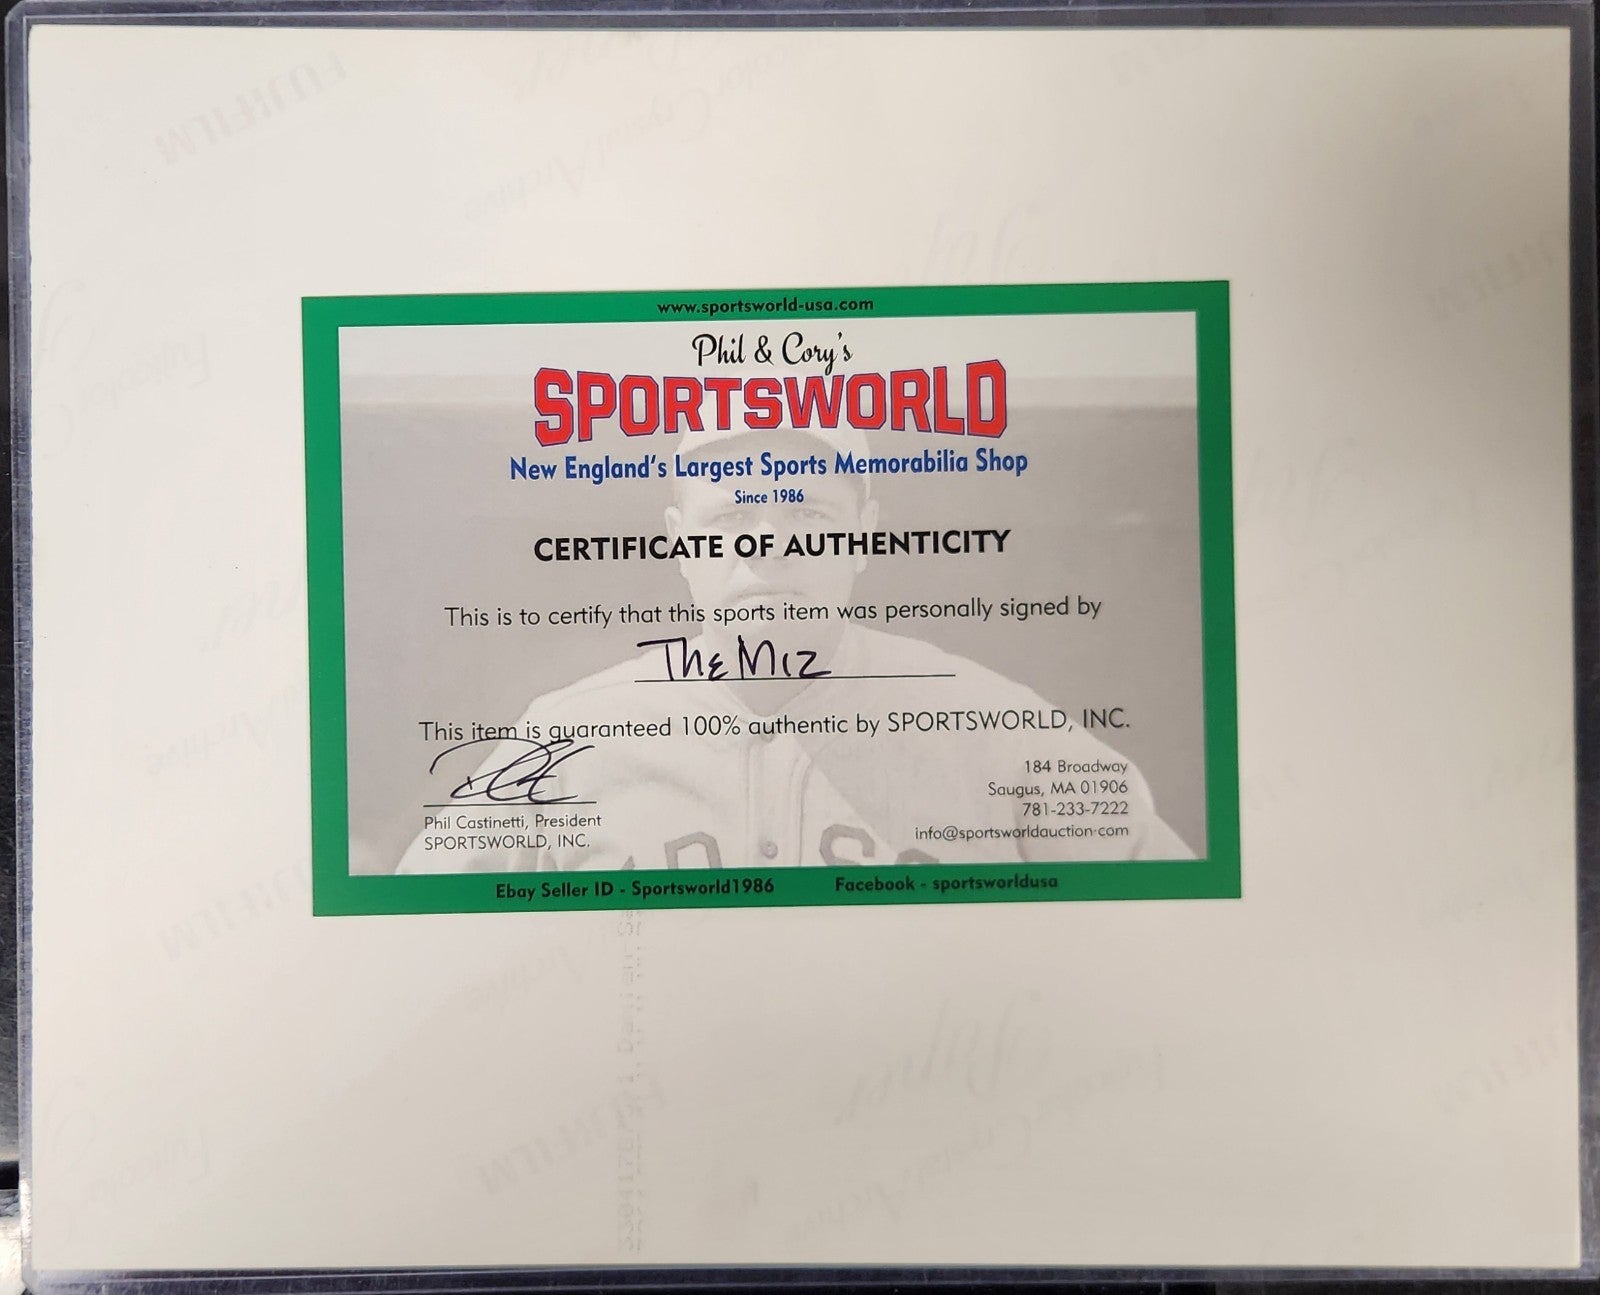 www.sportsworld-usa.com
Phil & Cory's
SPORTSWORLD
New England's Largest Sports Memorabilia Shop
Since 1986
CERTIFICATE OF AUTHENTICITY
This is to certify that this sports item was personally signed by
The Miz
This item is guaranteed 100% authentic by SPORTSWORLD, INC.
Phil Castinetti, President
SPORTSWORLD, INC.
184 Broadway
Saugus, MA 01906
781-233-7222
info@sportsworldauction.com
Ebay Seller ID - Sportsworld1986
Facebook - sportsworldusa
FUJIFILM
FUJIFILM
FUJIFILM